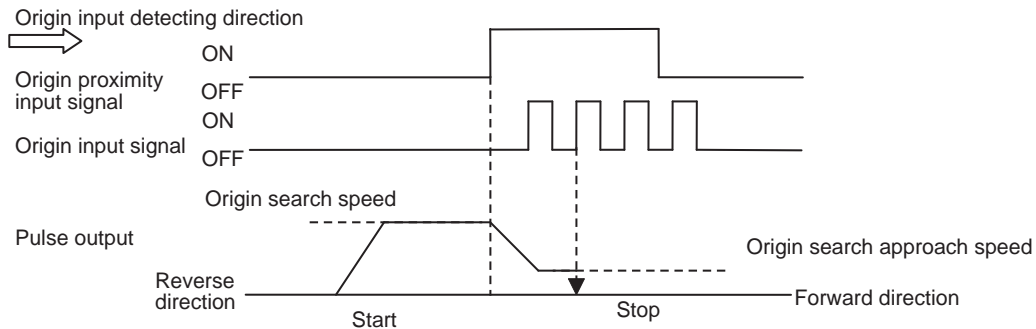 Origin input detecting direction
ON
Origin proximity
input signal
OFF
ON
Origin input signal
OFF
Origin search speed
Pulse output
Origin search approach speed
Reverse
direction
Forward direction
Start
Stop